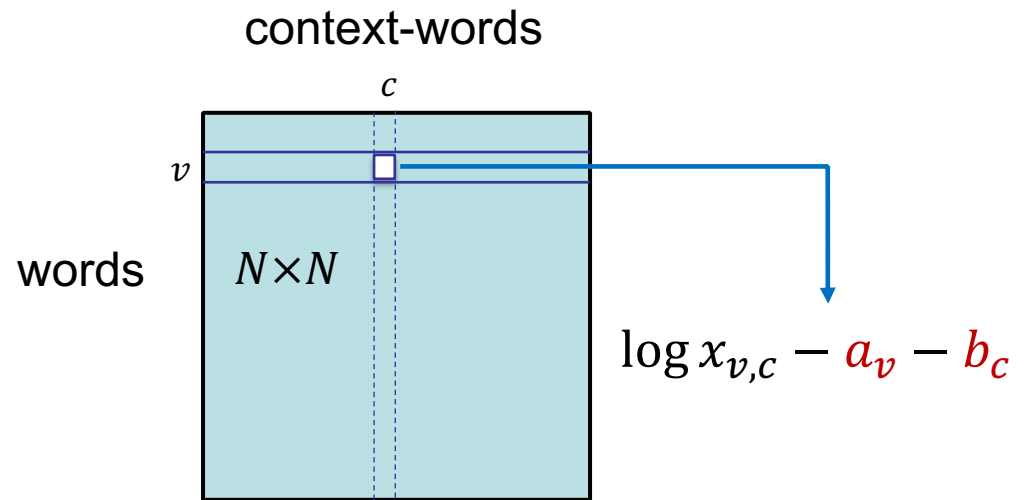 context-words
c
v
words
N×N
log x_{v,c} − a_v − b_c